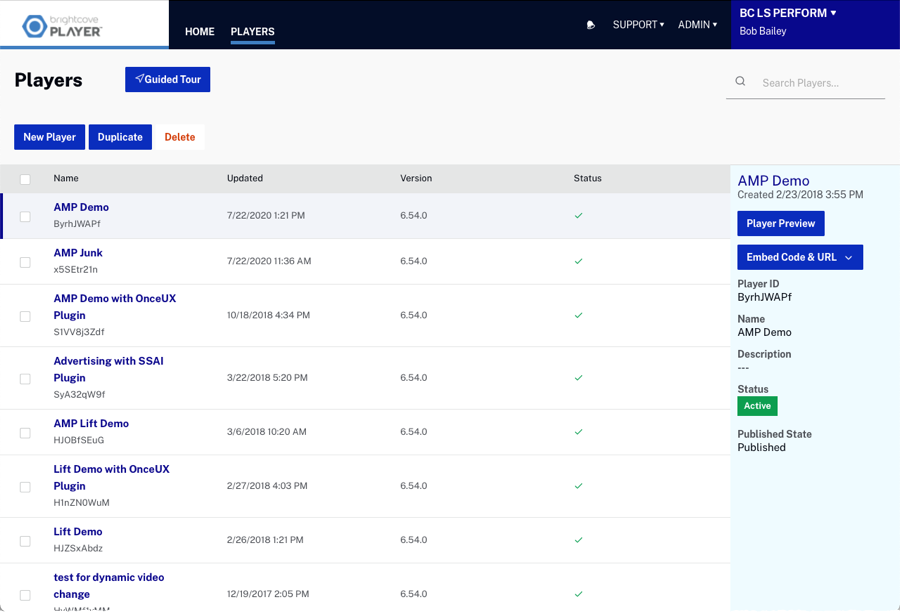 brightcove
PLAYER
HOME
PLAYERS
SUPPORT
ADMIN
BC LS PERFORM
Bob Bailey
Players
Guided Tour
Search Players...
New Player
Duplicate
Delete
Name
Updated
Version
Status
AMP Demo
ByrhJWAPf
7/22/2020 1:21 PM
6.54.0
AMP Junk
x5SEtr21n
7/22/2020 11:36 AM
6.54.0
AMP Demo with OnceUX
Plugin
S1VV8j3Zdf
10/18/2018 4:34 PM
6.54.0
Advertising with SSAI
Plugin
SyA32qW9f
3/22/2018 5:20 PM
6.54.0
AMP Lift Demo
HJOBfSEuG
3/6/2018 10:20 AM
6.54.0
Lift Demo with OnceUX
Plugin
H1nZN0WuM
2/27/2018 4:03 PM
6.54.0
Lift Demo
HJZSxAbdz
2/26/2018 1:21 PM
6.54.0
test for dynamic video
change
12/19/2017 2:05 PM
6.54.0
AMP Demo
Created 2/23/2018 3:55 PM
Player Preview
Embed Code & URL
Player ID
ByrhJWAPf
Name
AMP Demo
Description
---
Status
Active
Published State
Published